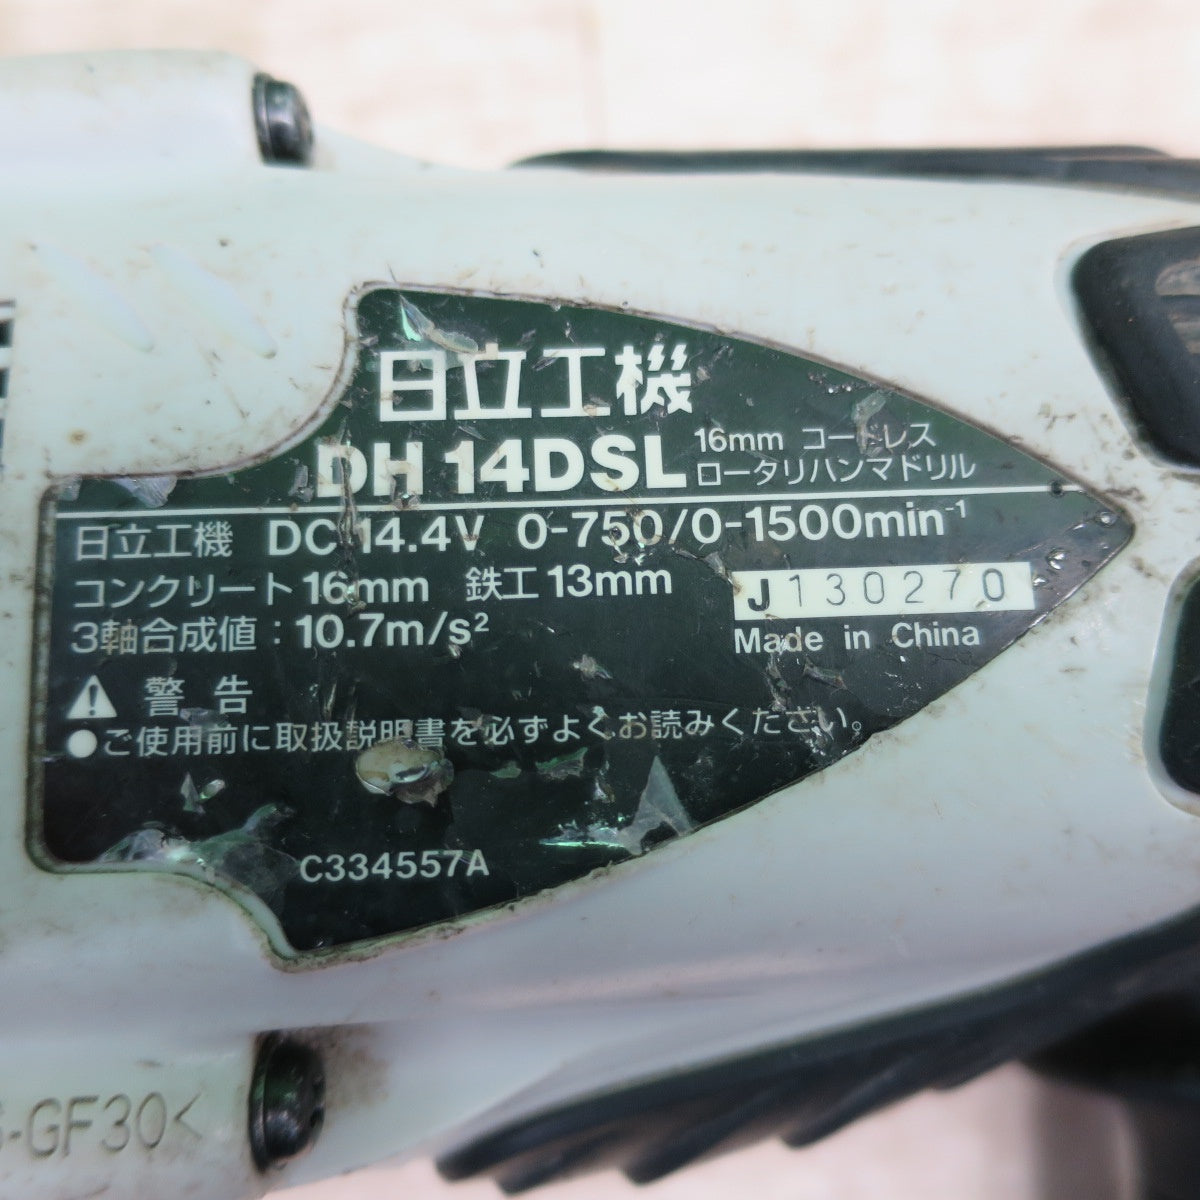 日立工機
DH 14DSL 16mm コードレス
ロータリハンマドリル
日立工機 DC 14.4V 0-750/0-1500min⁻¹
コンクリート 16mm 鉄工 13mm
J130270
3軸合成値：10.7m/s²
Made in China
⚠ 警告
●ご使用前に取扱説明書を必ずよくお読みください。
C334557A
-GF30<